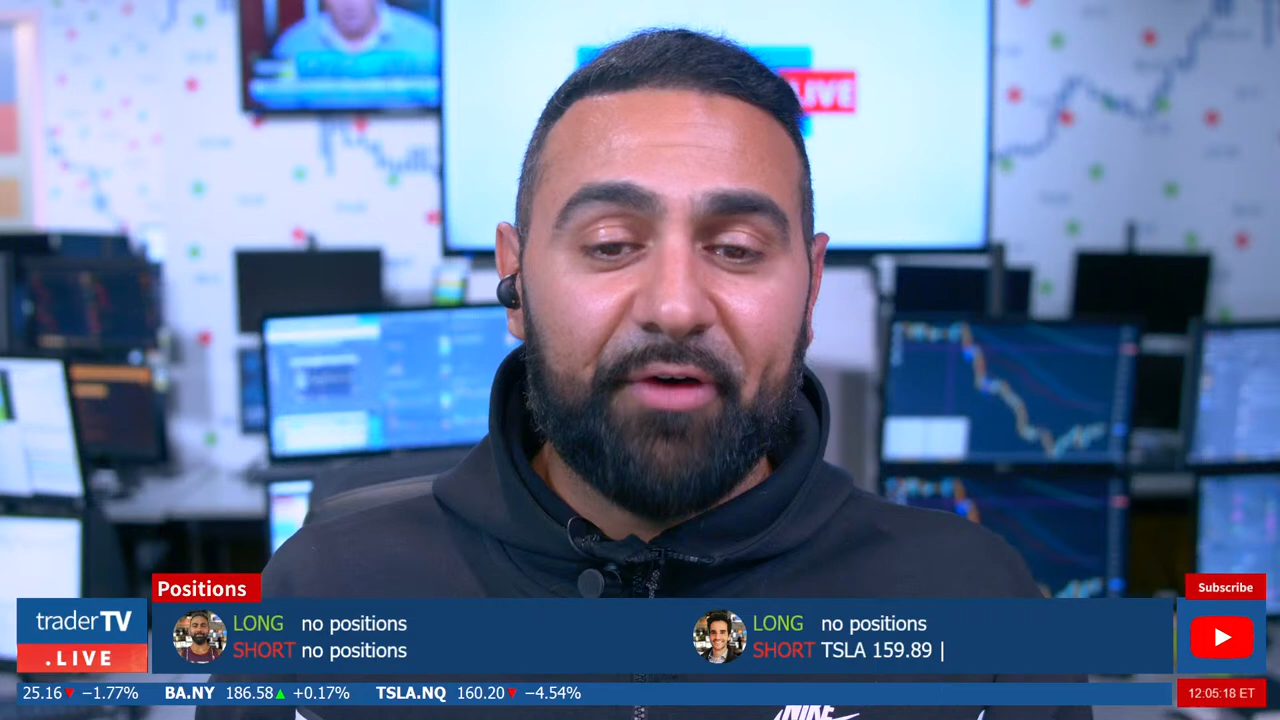 LIVE
Positions
Subscribe
traderTV
.LIVE
LONG no positions
SHORT no positions
LONG no positions
SHORT TSLA 159.89 |
25.16▼ −1.77% BA.NY 186.58▲ +0.17% TSLA.NQ 160.20▼ −4.54%
12:05:18 ET
NIKE